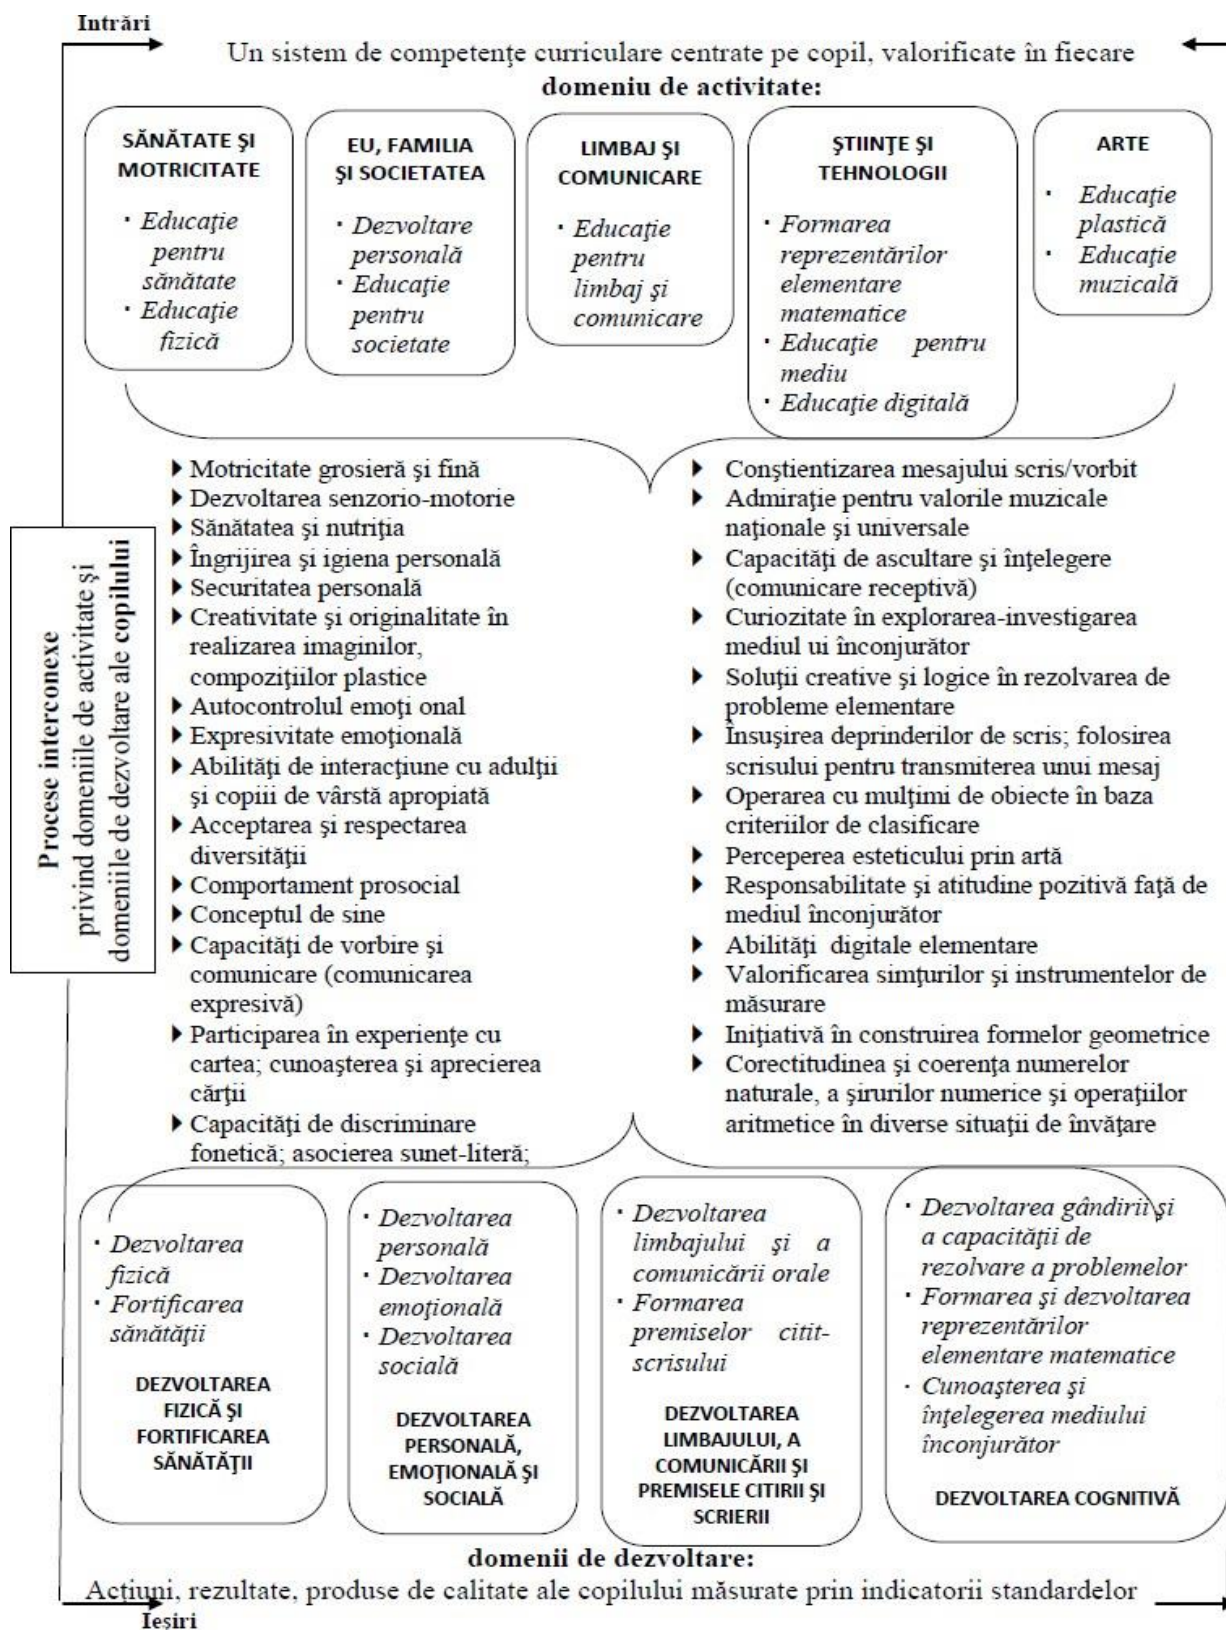 Intrări
Un sistem de competenţe curriculare centrate pe copil, valorificate în fiecare
domeniu de activitate:
SĂNĂTATE ŞI
MOTRICITATE
· Educaţie
pentru
sănătate
· Educaţie
fizică
EU, FAMILIA
ŞI SOCIETATEA
· Dezvoltare
personală
· Educaţie
pentru
societate
LIMBAJ ŞI
COMUNICARE
· Educaţie
pentru
limbaj şi
comunicare
ŞTIINŢE ŞI
TEHNOLOGII
· Formarea
reprezentărilor
elementare
matematice
· Educaţie pentru
mediu
· Educaţie digitală
ARTE
· Educaţie
plastică
· Educaţie
muzicală
Procese interconexe
privind domeniile de activitate şi
domeniile de dezvoltare ale copilului
Motricitate grosieră şi fină
Dezvoltarea senzorio-motorie
Sănătatea şi nutriţia
Îngrijirea şi igiena personală
Securitatea personală
Creativitate şi originalitate în
realizarea imaginilor,
compoziţiilor plastice
Autocontrolul emoţi onal
Expresivitate emoţională
Abilităţi de interacţiune cu adulţii
şi copiii de vârstă apropiată
Acceptarea şi respectarea
diversităţii
Comportament prosocial
Conceptul de sine
Capacităţi de vorbire şi
comunicare (comunicarea
expresivă)
Participarea în experienţe cu
cartea; cunoaşterea şi aprecierea
cărţii
Capacităţi de discriminare
fonetică; asocierea sunet-literă;
Conştientizarea mesajului scris/vorbit
Admiraţie pentru valorile muzicale
naţionale şi universale
Capacităţi de ascultare şi înţelegere
(comunicare receptivă)
Curiozitate în explorarea-investigarea
mediul ui înconjurător
Soluţii creative şi logice în rezolvarea de
probleme elementare
Însuşirea deprinderilor de scris; folosirea
scrisului pentru transmiterea unui mesaj
Operarea cu mulţimi de obiecte în baza
criteriilor de clasificare
Perceperea esteticului prin artă
Responsabilitate şi atitudine pozitivă faţă de
mediul înconjurător
Abilităţi digitale elementare
Valorificarea simţurilor şi instrumentelor de
măsurare
Iniţiativă în construirea formelor geometrice
Corectitudinea şi coerenţa numerelor
naturale, a şirurilor numerice şi operaţiilor
aritmetice în diverse situaţii de învăţare
· Dezvoltarea
fizică
· Fortificarea
sănătăţii
DEZVOLTAREA
FIZICĂ ŞI
FORTIFICAREA
SĂNĂTĂŢII
· Dezvoltarea
personală
· Dezvoltarea
emoţională
· Dezvoltarea
socială
DEZVOLTAREA
PERSONALĂ,
EMOŢIONALĂ ŞI
SOCIALĂ
· Dezvoltarea
limbajului şi a
comunicării orale
· Formarea
premiselor citit-
scrisului
DEZVOLTAREA
LIMBAJULUI, A
COMUNICĂRII ŞI
PREMISELE CITIRII ŞI
SCRIERII
· Dezvoltarea gândirii şi
a capacităţii de
rezolvare a problemelor
· Formarea şi dezvoltarea
reprezentărilor
elementare matematice
· Cunoaşterea şi
înţelegerea mediului
înconjurător
DEZVOLTAREA COGNITIVĂ
domenii de dezvoltare:
Acţiuni, rezultate, produse de calitate ale copilului măsurate prin indicatorii standardelor
Ieşiri